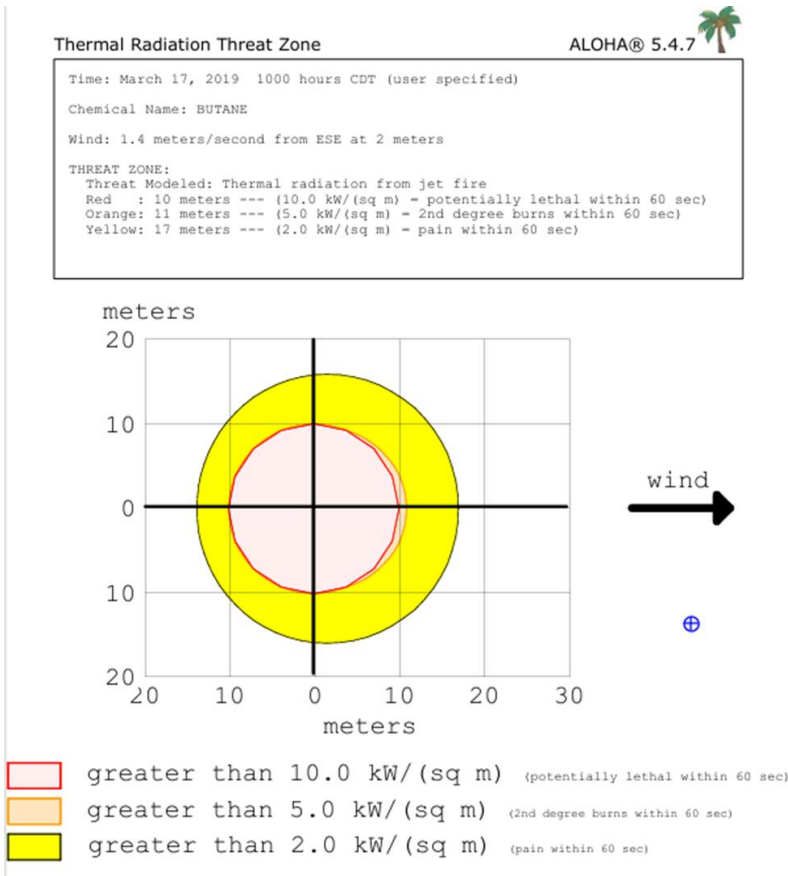 Thermal Radiation Threat Zone ALOHA® 5.4.7
Time: March 17, 2019 1000 hours CDT (user specified)
Chemical Name: BUTANE
Wind: 1.4 meters/second from ESE at 2 meters
THREAT ZONE:
Threat Modeled: Thermal radiation from jet fire
Red : 10 meters --- (10.0 kW/(sq m) = potentially lethal within 60 sec)
Orange: 11 meters --- (5.0 kW/(sq m) = 2nd degree burns within 60 sec)
Yellow: 17 meters --- (2.0 kW/(sq m) = pain within 60 sec)
meters
20
10
0
10
20
20 10 0 10 20 30
meters
wind
greater than 10.0 kW/(sq m) (potentially lethal within 60 sec)
greater than 5.0 kW/(sq m) (2nd degree burns within 60 sec)
greater than 2.0 kW/(sq m) (pain within 60 sec)